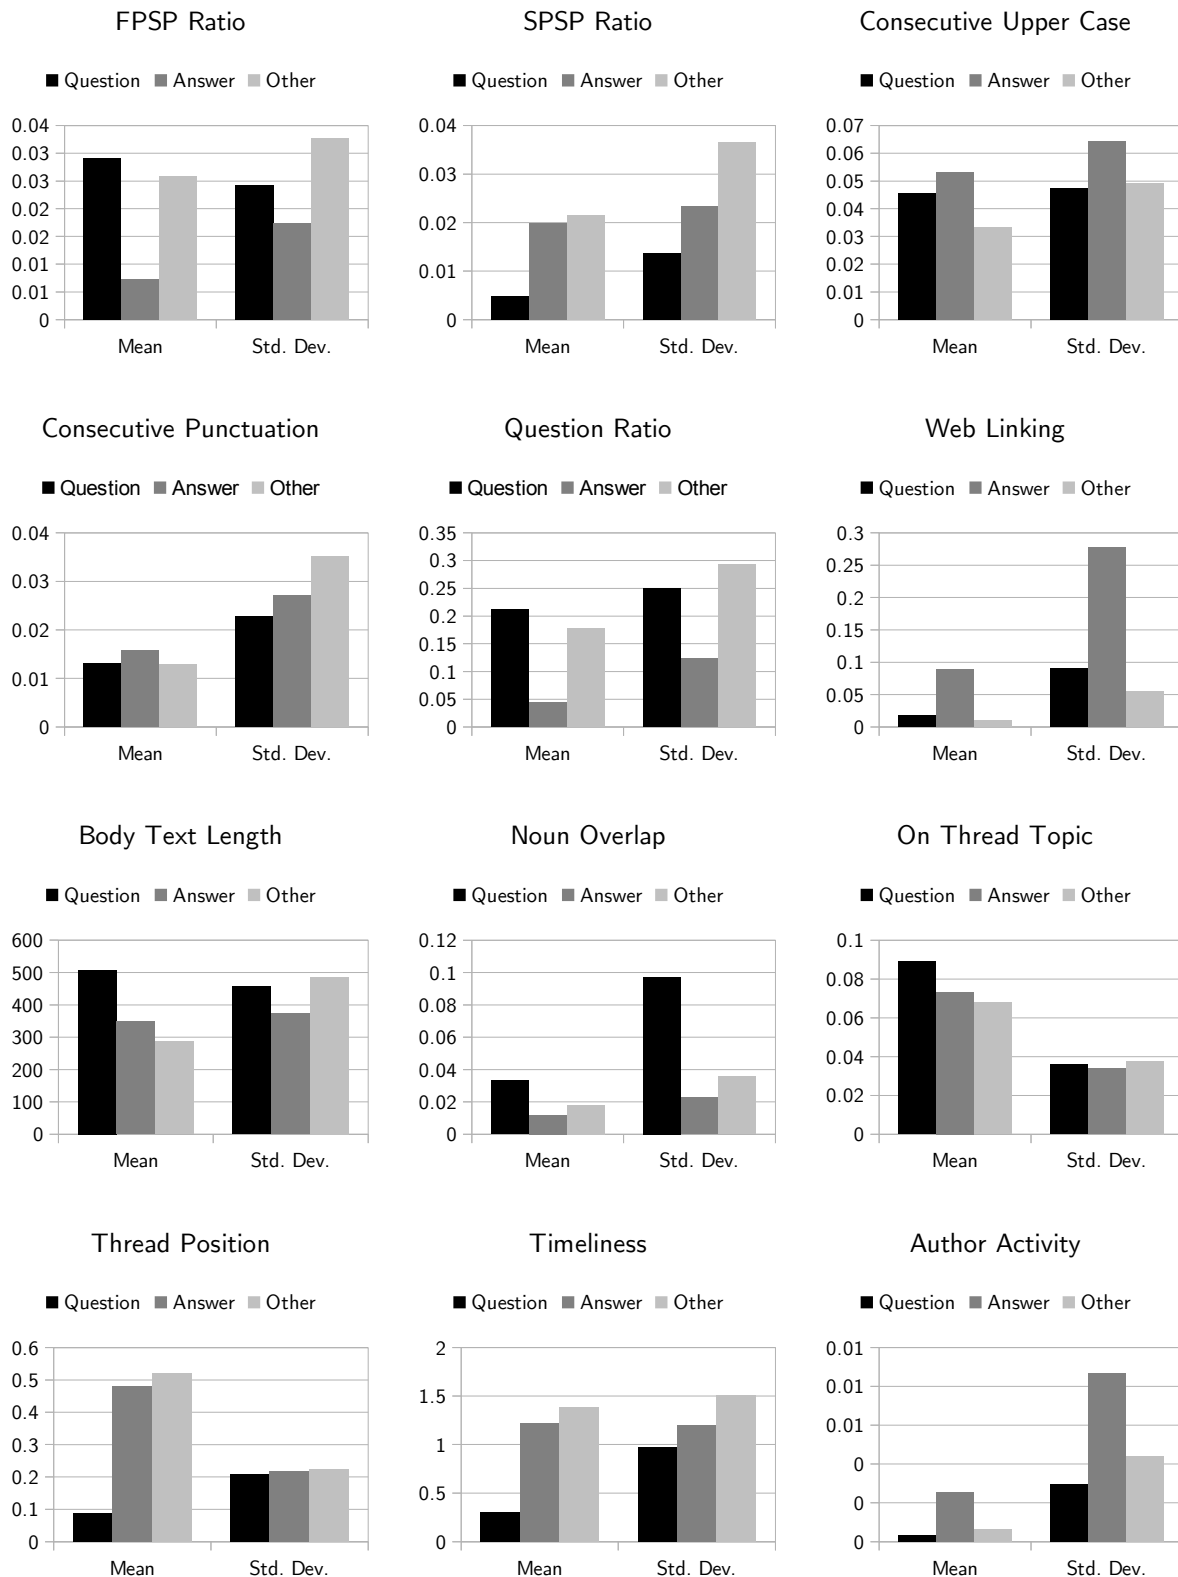 FPSP Ratio
Question Answer Other
0.04
0.03
0.03
0.02
0.02
0.01
0.01
0
Mean Std. Dev.
SPSP Ratio
Question Answer Other
0.04
0.03
0.02
0.01
0
Mean Std. Dev.
Consecutive Upper Case
Question Answer Other
0.07
0.06
0.05
0.04
0.03
0.02
0.01
0
Mean Std. Dev.
Consecutive Punctuation
Question Answer Other
0.04
0.03
0.02
0.01
0
Mean Std. Dev.
Question Ratio
Question Answer Other
0.35
0.3
0.25
0.2
0.15
0.1
0.05
0
Mean Std. Dev.
Web Linking
Question Answer Other
0.3
0.25
0.2
0.15
0.1
0.05
0
Mean Std. Dev.
Body Text Length
Question Answer Other
600
500
400
300
200
100
0
Mean Std. Dev.
Noun Overlap
Question Answer Other
0.12
0.1
0.08
0.06
0.04
0.02
0
Mean Std. Dev.
On Thread Topic
Question Answer Other
0.1
0.08
0.06
0.04
0.02
0
Mean Std. Dev.
Thread Position
Question Answer Other
0.6
0.5
0.4
0.3
0.2
0.1
0
Mean Std. Dev.
Timeliness
Question Answer Other
2
1.5
1
0.5
0
Mean Std. Dev.
Author Activity
Question Answer Other
0.01
0.01
0.01
0
0
0
Mean Std. Dev.